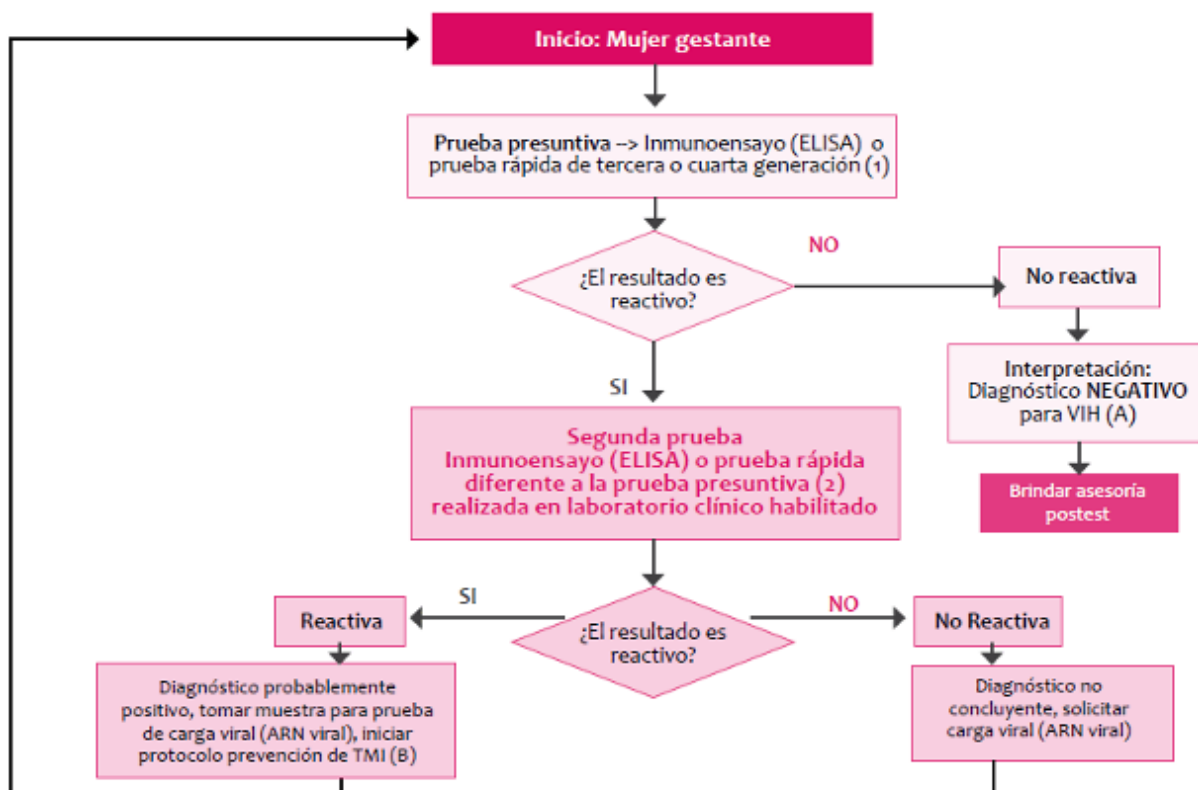 Inicio: Mujer gestante
Prueba presuntiva --> Inmunoensayo (ELISA) o
prueba rápida de tercera o cuarta generación (1)
¿El resultado es
reactivo?
NO
No reactiva
Interpretación:
Diagnóstico NEGATIVO
para VIH (A)
Brindar asesoría
postest
SI
Segunda prueba
Inmunoensayo (ELISA) o prueba rápida
diferente a la prueba presuntiva (2)
realizada en laboratorio clínico habilitado
¿El resultado es
reactivo?
SI
Reactiva
Diagnóstico probablemente
positivo, tomar muestra para prueba
de carga viral (ARN viral), iniciar
protocolo prevención de TMI (B)
NO
No Reactiva
Diagnóstico no
concluyente, solicitar
carga viral (ARN viral)